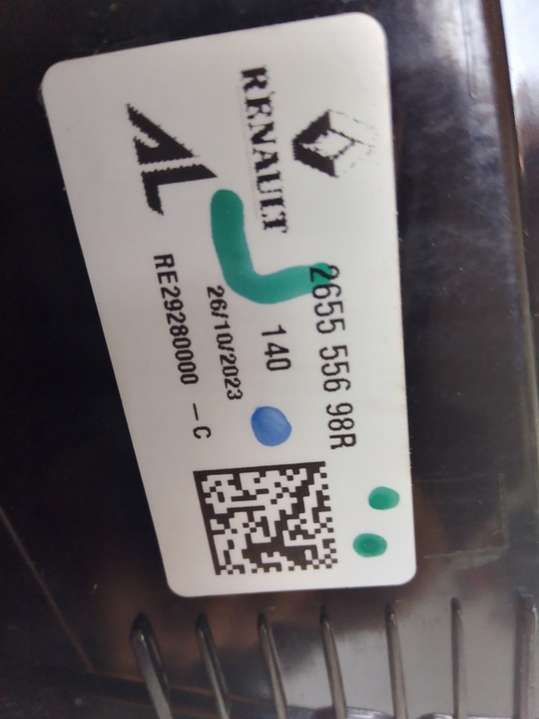 RENAULT
2655 556 98R
140
AL
26/10/2023
RE29280000 - C